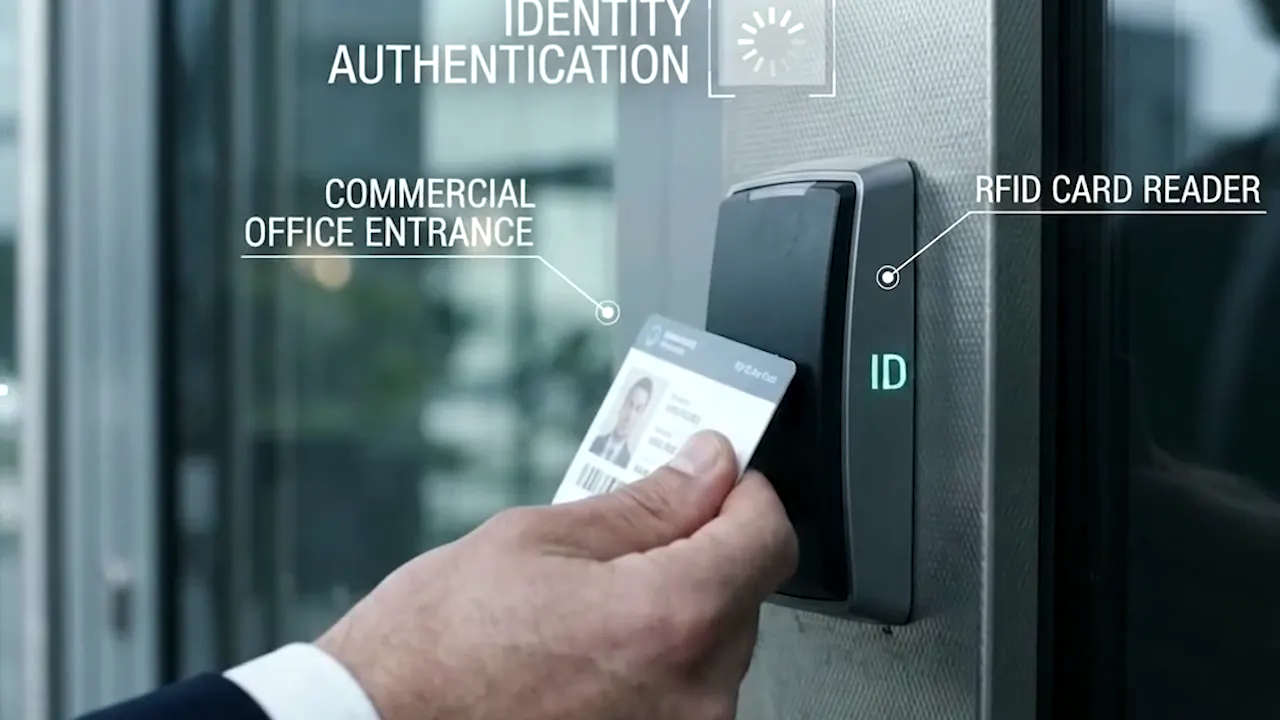 IDENTITY
AUTHENTICATION
COMMERCIAL
OFFICE ENTRANCE
RFID CARD READER
ID